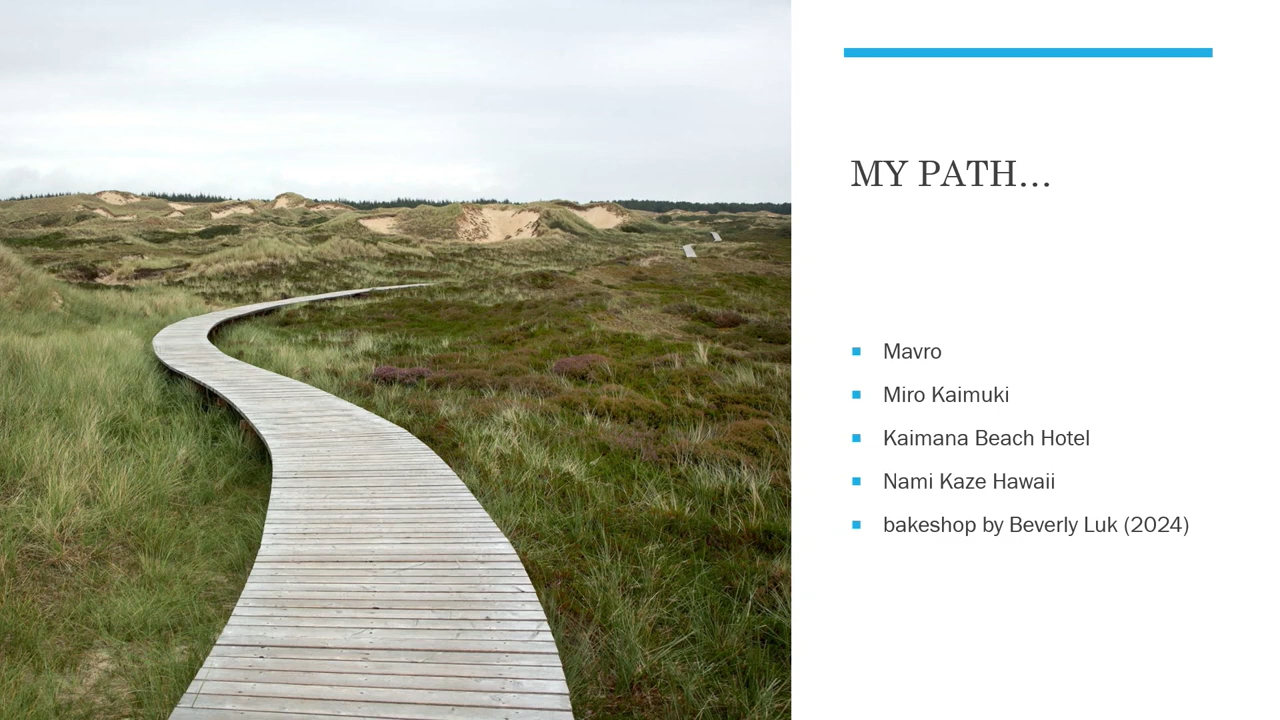 MY PATH…
Mavro
Miro Kaimuki
Kaimana Beach Hotel
Nami Kaze Hawaii
bakeshop by Beverly Luk (2024)